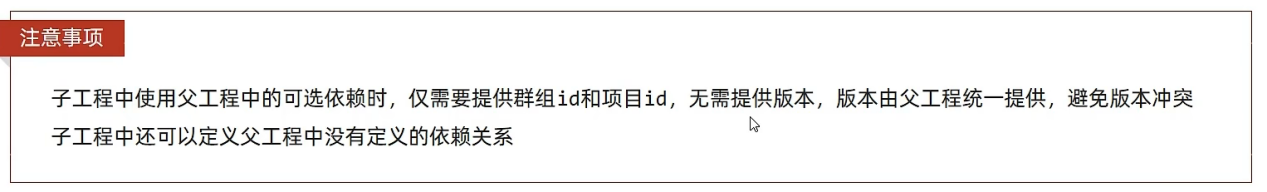 注意事项
子工程中使用父工程中的可选依赖时，仅需要提供群组id和项目id，无需提供版本，版本由父工程统一提供，避免版本冲突
子工程中还可以定义父工程中没有定义的依赖关系